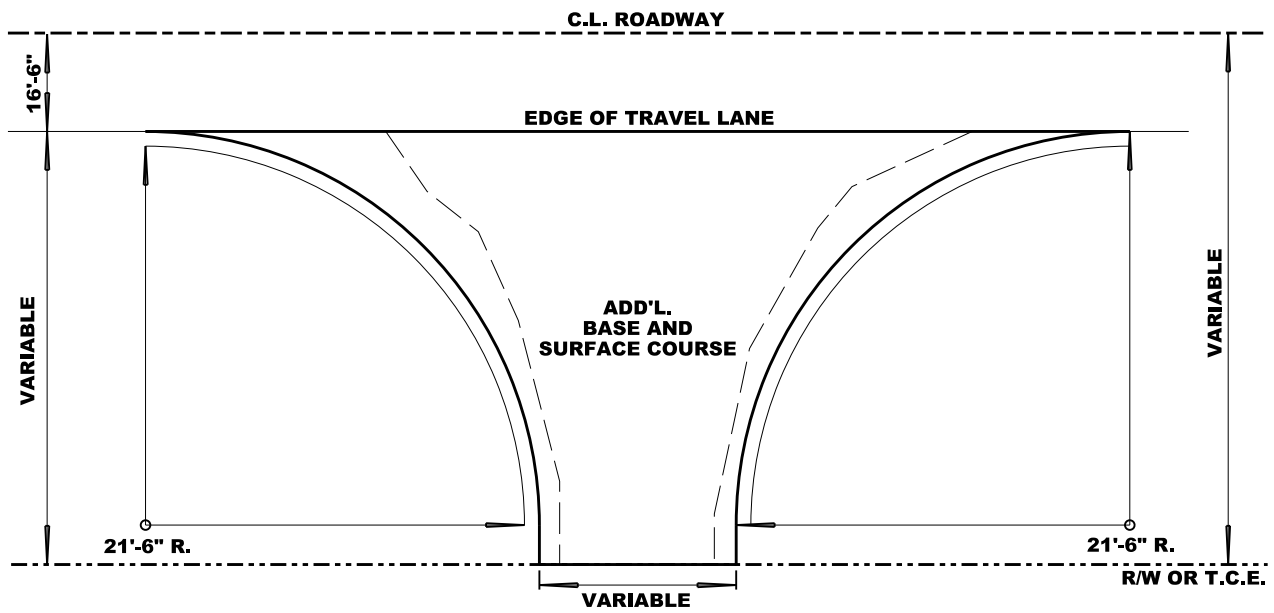 C.L. ROADWAY
16'-6"
EDGE OF TRAVEL LANE
VARIABLE
VARIABLE
ADD'L.
BASE AND
SURFACE COURSE
21'-6" R.
21'-6" R.
R/W OR T.C.E.
VARIABLE